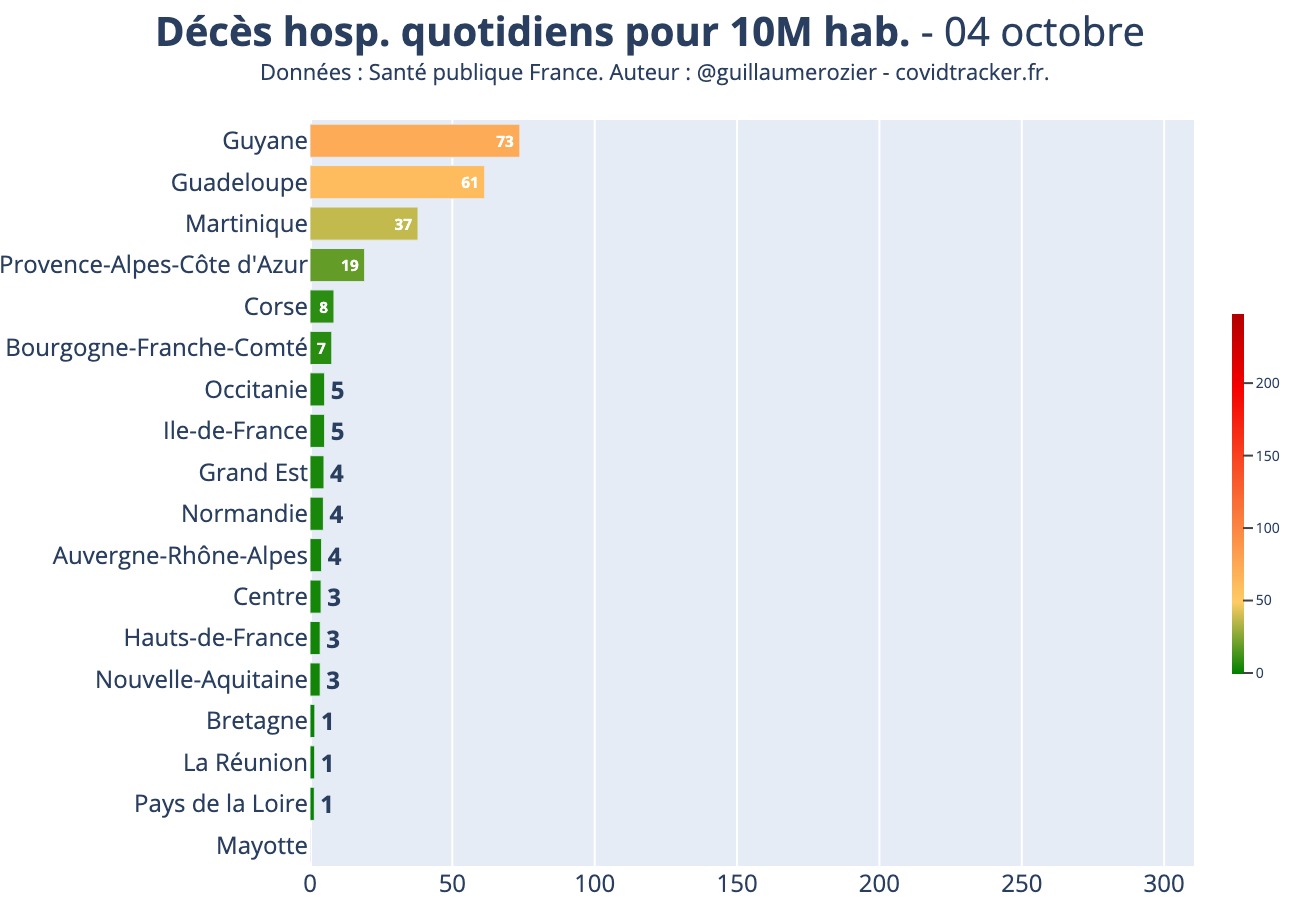 Décès hosp. quotidiens pour 10M hab. - 04 octobre
Données : Santé publique France. Auteur : @guillaumerozier - covidtracker.fr.
Guyane 73
Guadeloupe 61
Martinique 37
Provence-Alpes-Côte d'Azur 19
Corse 8
Bourgogne-Franche-Comté 7
Occitanie 5
Ile-de-France 5
Grand Est 4
Normandie 4
Auvergne-Rhône-Alpes 4
Centre 3
Hauts-de-France 3
Nouvelle-Aquitaine 3
Bretagne 1
La Réunion 1
Pays de la Loire 1
Mayotte
0 50 100 150 200 250 300
200
150
100
50
0